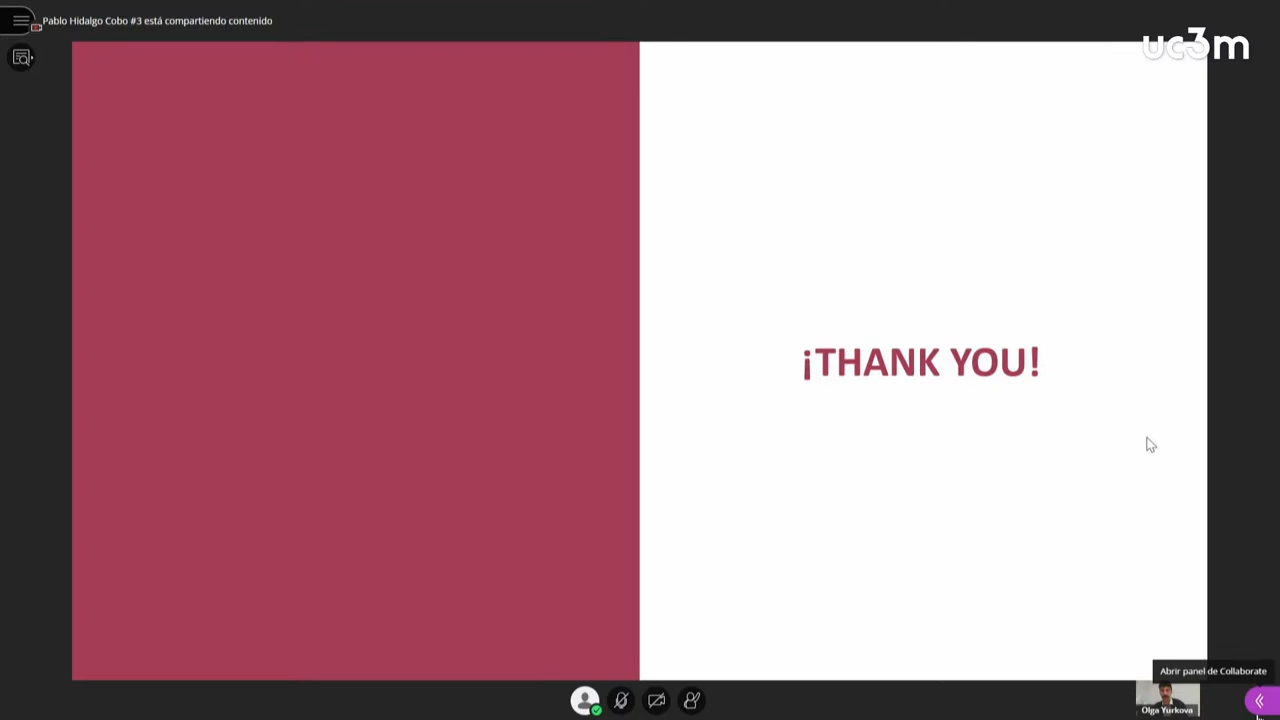 Pablo Hidalgo Cobo #3 está compartiendo contenido
uc3m
¡THANK YOU!
Abrir panel de Collaborate
Olga Yurkova